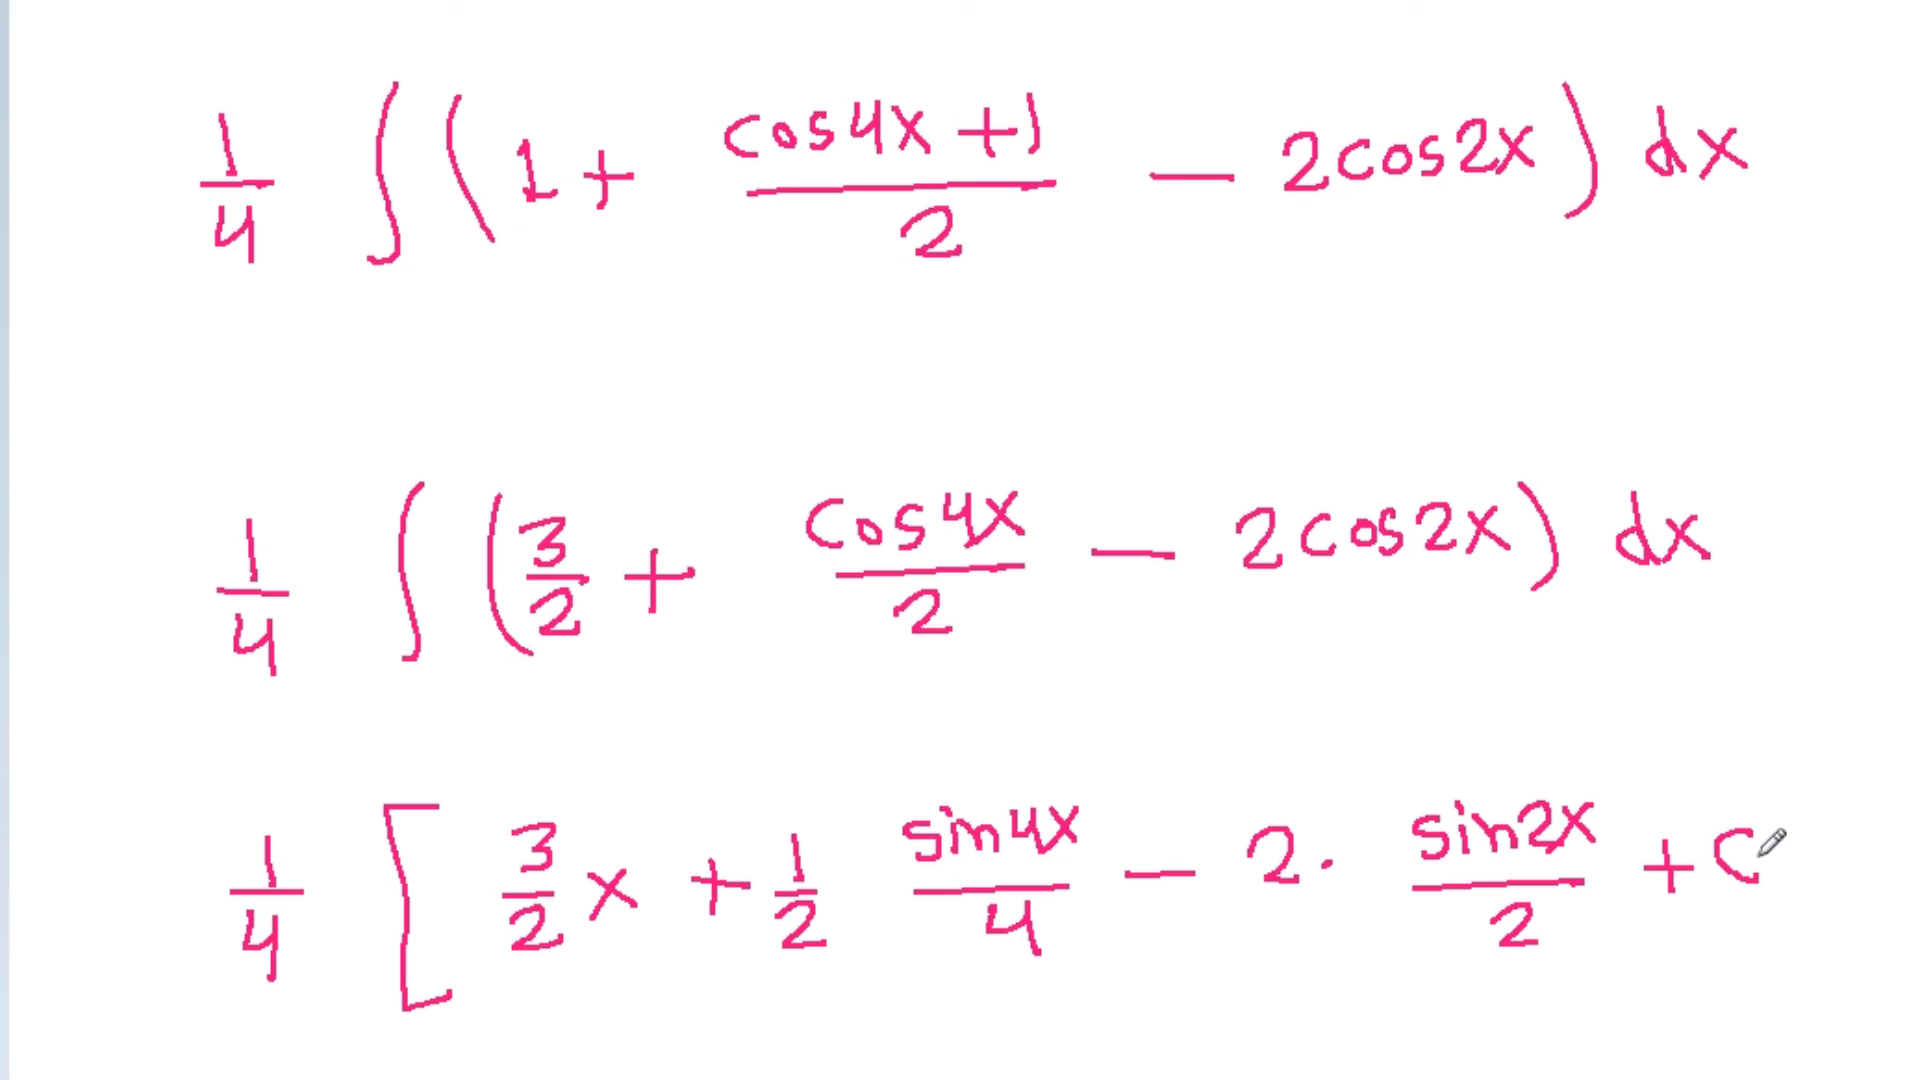 1/4 ∫ (1 + (cos4x + 1)/2 − 2cos2x) dx
1/4 ∫ (3/2 + cos4x/2 − 2cos2x) dx
1/4 [ 3/2 x + 1/2 sin4x/4 − 2 · sin2x/2 + C